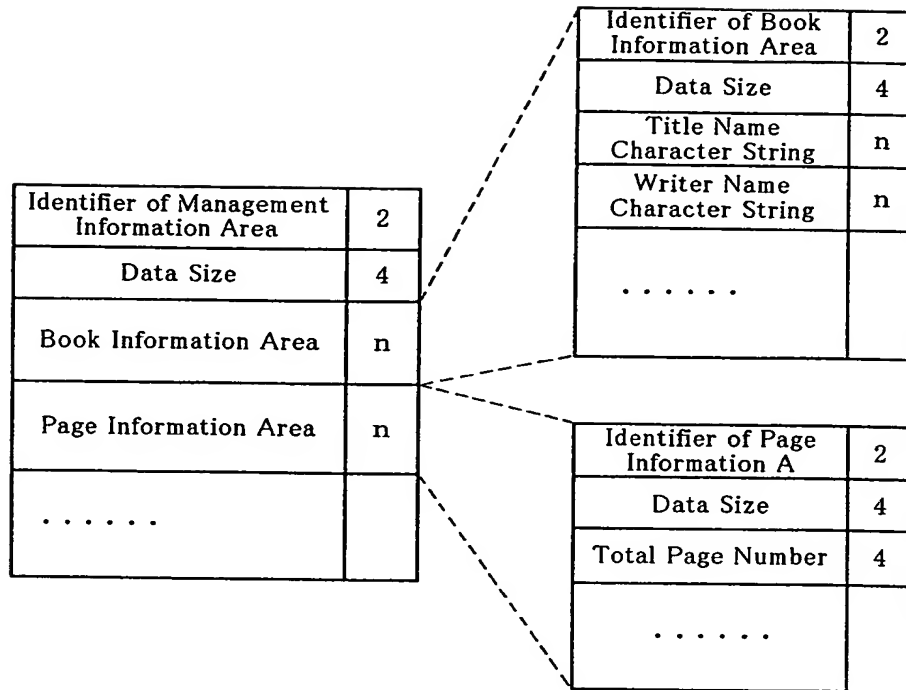 Identifier of Management
Information Area
2
Data Size
4
Book Information Area
n
Page Information Area
n
. . . . . .
Identifier of Book
Information Area
2
Data Size
4
Title Name
Character String
n
Writer Name
Character String
n
. . . . . .
Identifier of Page
Information A
2
Data Size
4
Total Page Number
4
. . . . . .